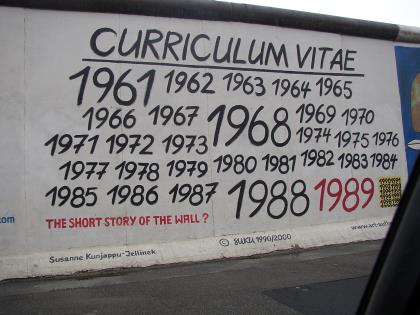 CURRICULUM VITAE
1961 1962 1963 1964 1965
1966 1967 1968 1969 1970
1971 1972 1973 1974 1975 1976
1977 1978 1979 1980 1981 1982 1983 1984
1985 1986 1987 1988 1989
.com
THE SHORT STORY OF THE WALL ?
© SUKU 1990/2000
Susanne Kunjappu-Jellinek